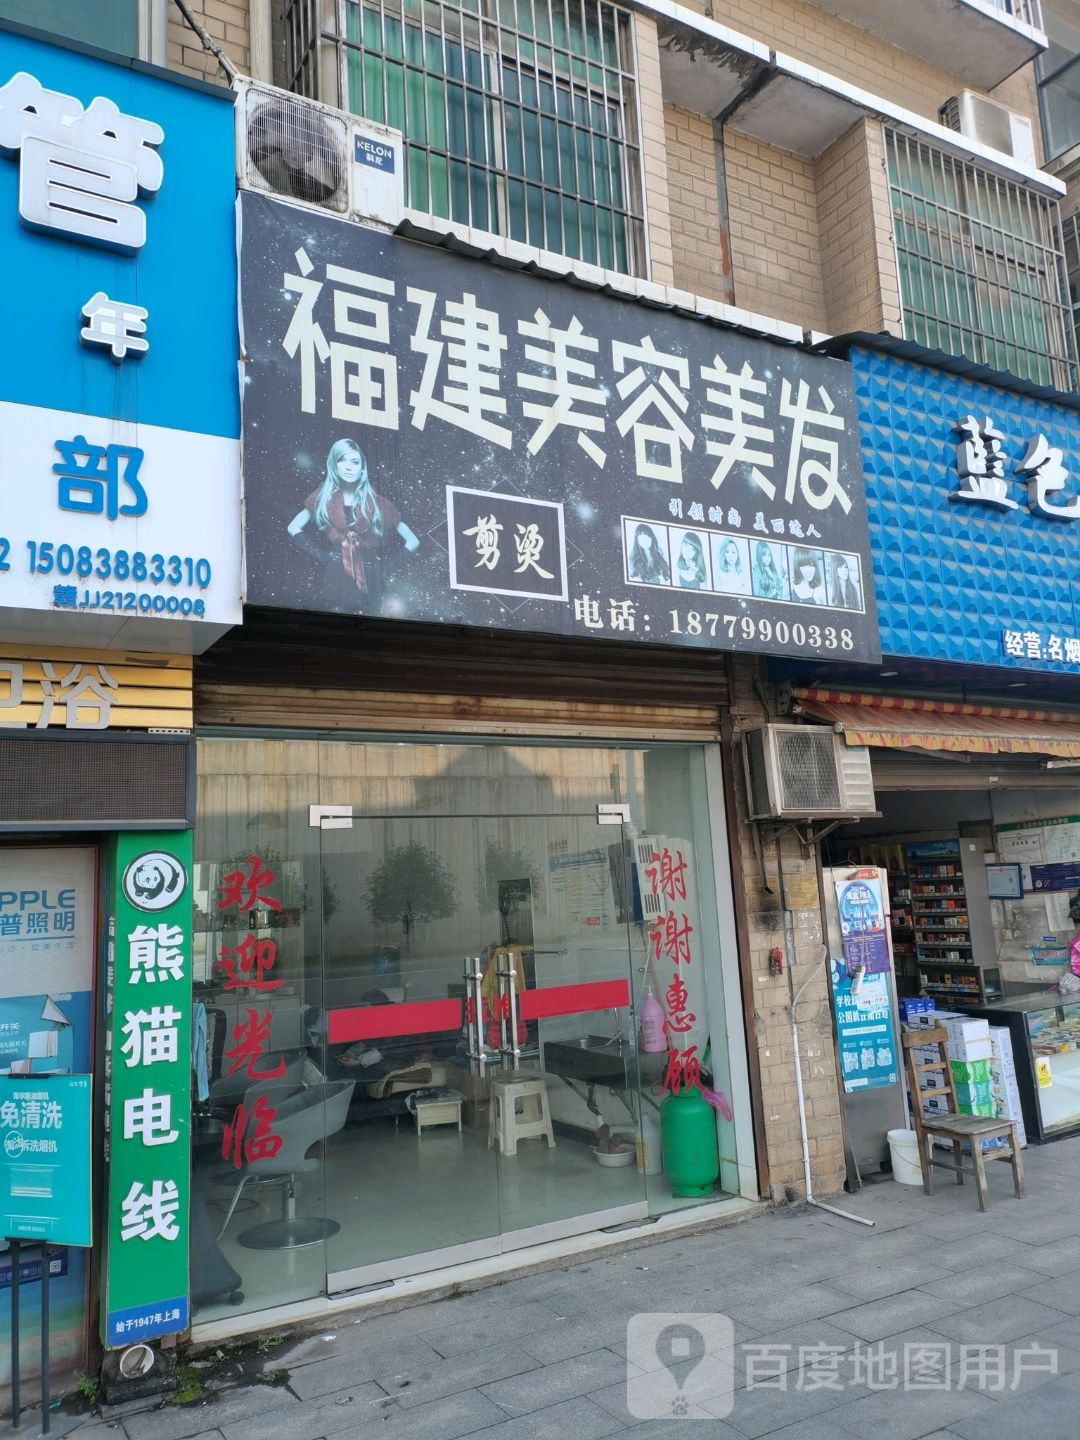 管
年
部
2 15083883310
赣JJ21200008
卫浴
KELON
科龙
福建美容美发
引领时尚 美丽达人
剪烫
电话：18779900338
蓝色
经营:名烟
欢迎光临
谢谢惠顾
熊猫电线
始于1947年上海
PPLE
普照明
免清洗
百度地图用户